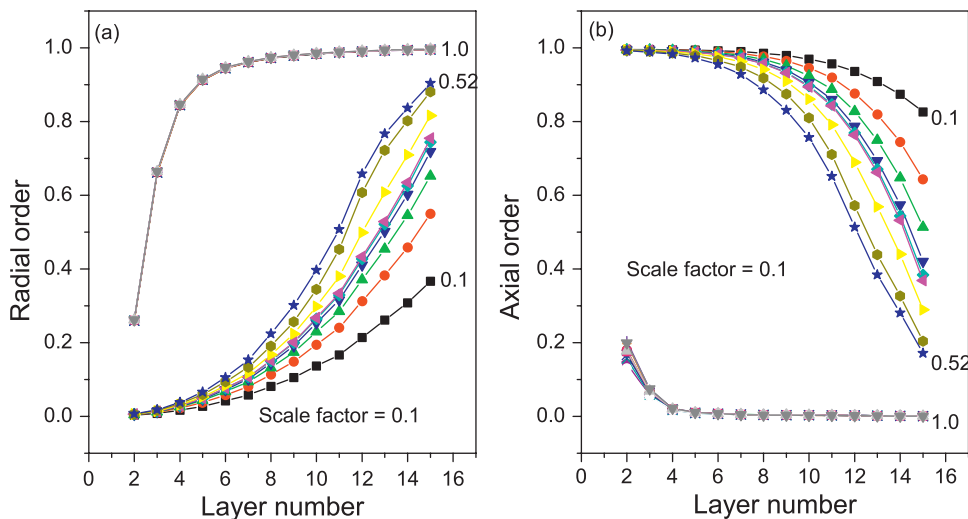 (a)
1.0
0.52
0.1
Scale factor = 0.1
Radial order
1.0
0.8
0.6
0.4
0.2
0.0
0 2 4 6 8 10 12 14 16
Layer number
(b)
0.1
Scale factor = 0.1
0.52
1.0
Axial order
1.0
0.8
0.6
0.4
0.2
0.0
0 2 4 6 8 10 12 14 16
Layer number